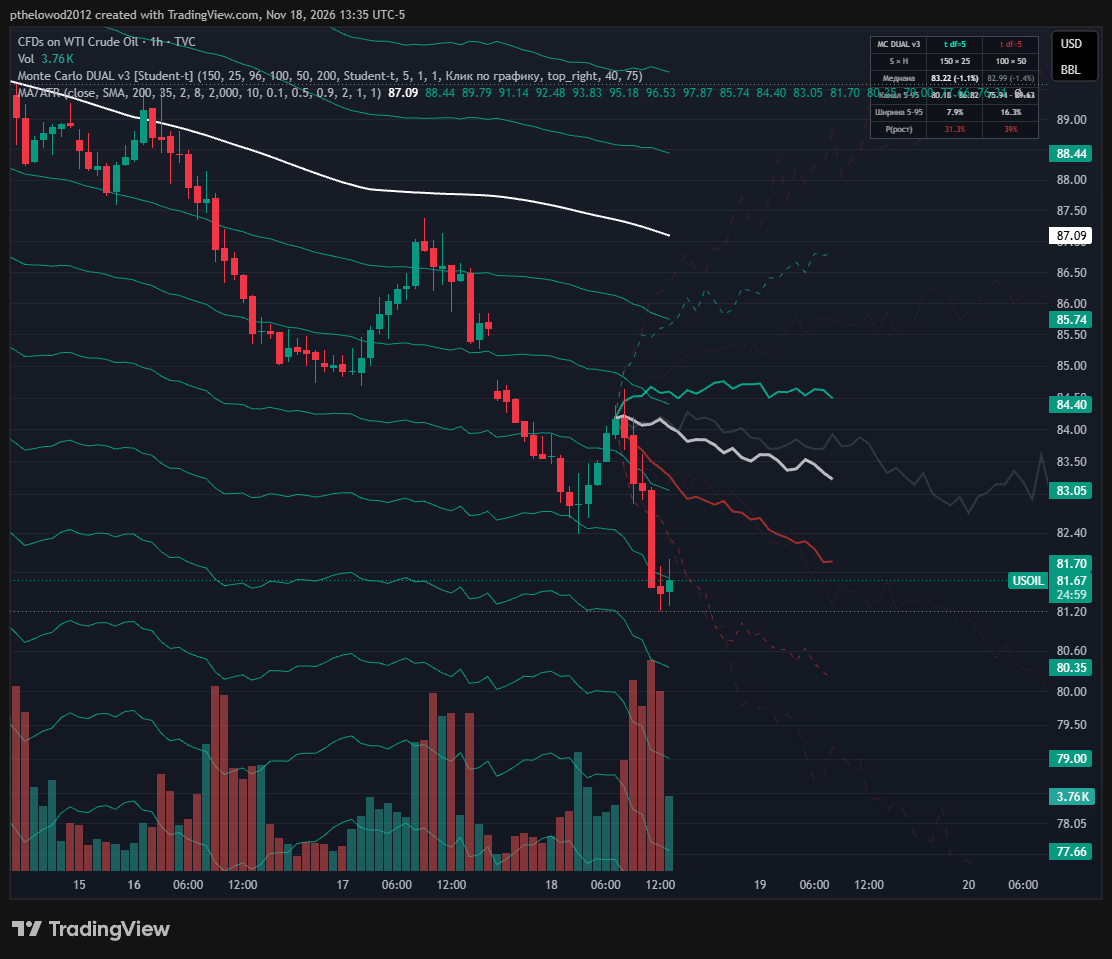 pthelowod2012 created with TradingView.com, Nov 18, 2026 13:35 UTC-5
CFDs on WTI Crude Oil · 1h · TVC
Vol 3.76 K
Monte Carlo DUAL v3 [Student-t] (150, 25, 96, 100, 50, 200, Student-t, 5, 1, 1, Клик по графику, top_right, 40, 75)
MA/ATR (close, SMA, 200, 35, 2, 8, 2,000, 10, 0.1, 0.5, 0.9, 2, 1, 1) 87.09 88.44 89.79 91.14 92.48 93.83 95.18 96.53 97.87 85.74 84.40 83.05 81.70
MC DUAL v3 t df=5 t df=5
S × H 150 × 25 100 × 50
Медиана 83.22 (-1.1%) 82.99 (-1.4%)
Ширина 5-95 7.9% 16.3%
P(рост) 31.3% 39%
USD
BBL
89.00
88.44
88.00
87.50
87.09
86.50
86.00
85.74
85.50
85.00
84.40
84.00
83.50
83.05
82.40
81.70
USOIL 81.67
24:59
81.20
80.60
80.35
80.00
79.50
79.00
3.76 K
78.05
77.66
15 16 06:00 12:00 17 06:00 12:00 18 06:00 12:00 19 06:00 12:00 20 06:00
TradingView